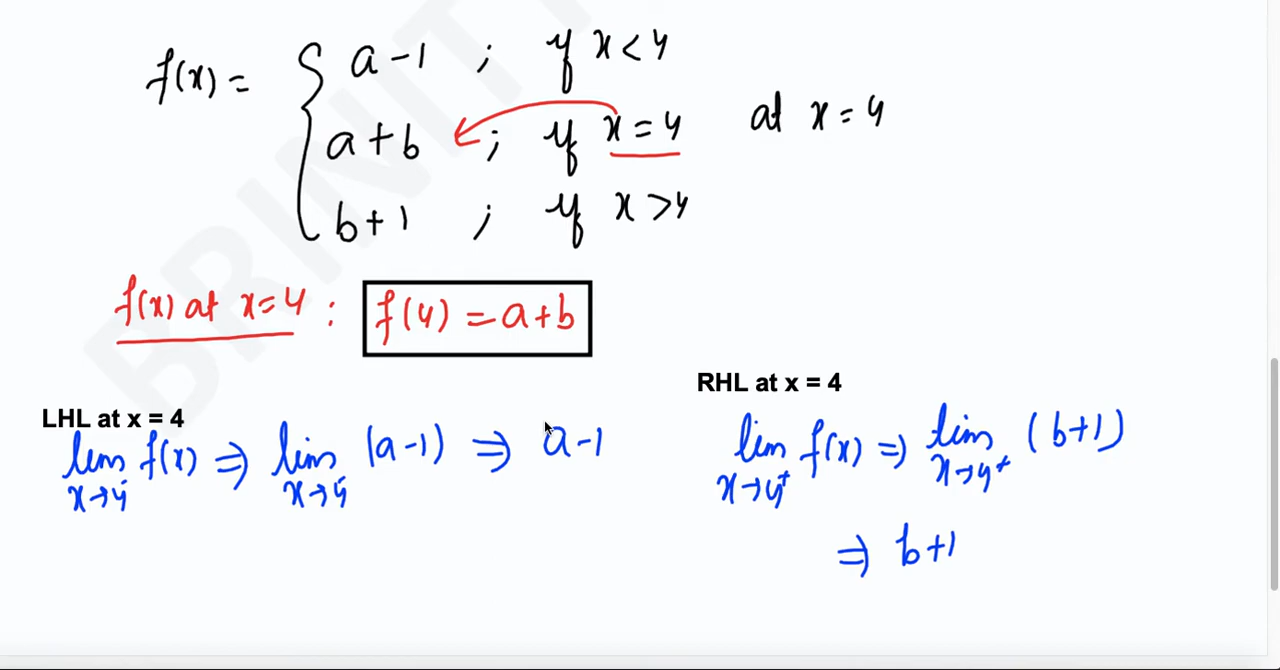 f(x) = { a-1 ; if x < 4
a+b ; if x = 4 at x = 4
b+1 ; if x > 4
f(x) at x = 4 : f(4) = a+b
RHL at x = 4
LHL at x = 4
lim x→4⁻ f(x) ⇒ lim x→4⁻ (a-1) ⇒ a-1
lim x→4⁺ f(x) ⇒ lim x→4⁺ (b+1)
⇒ b+1